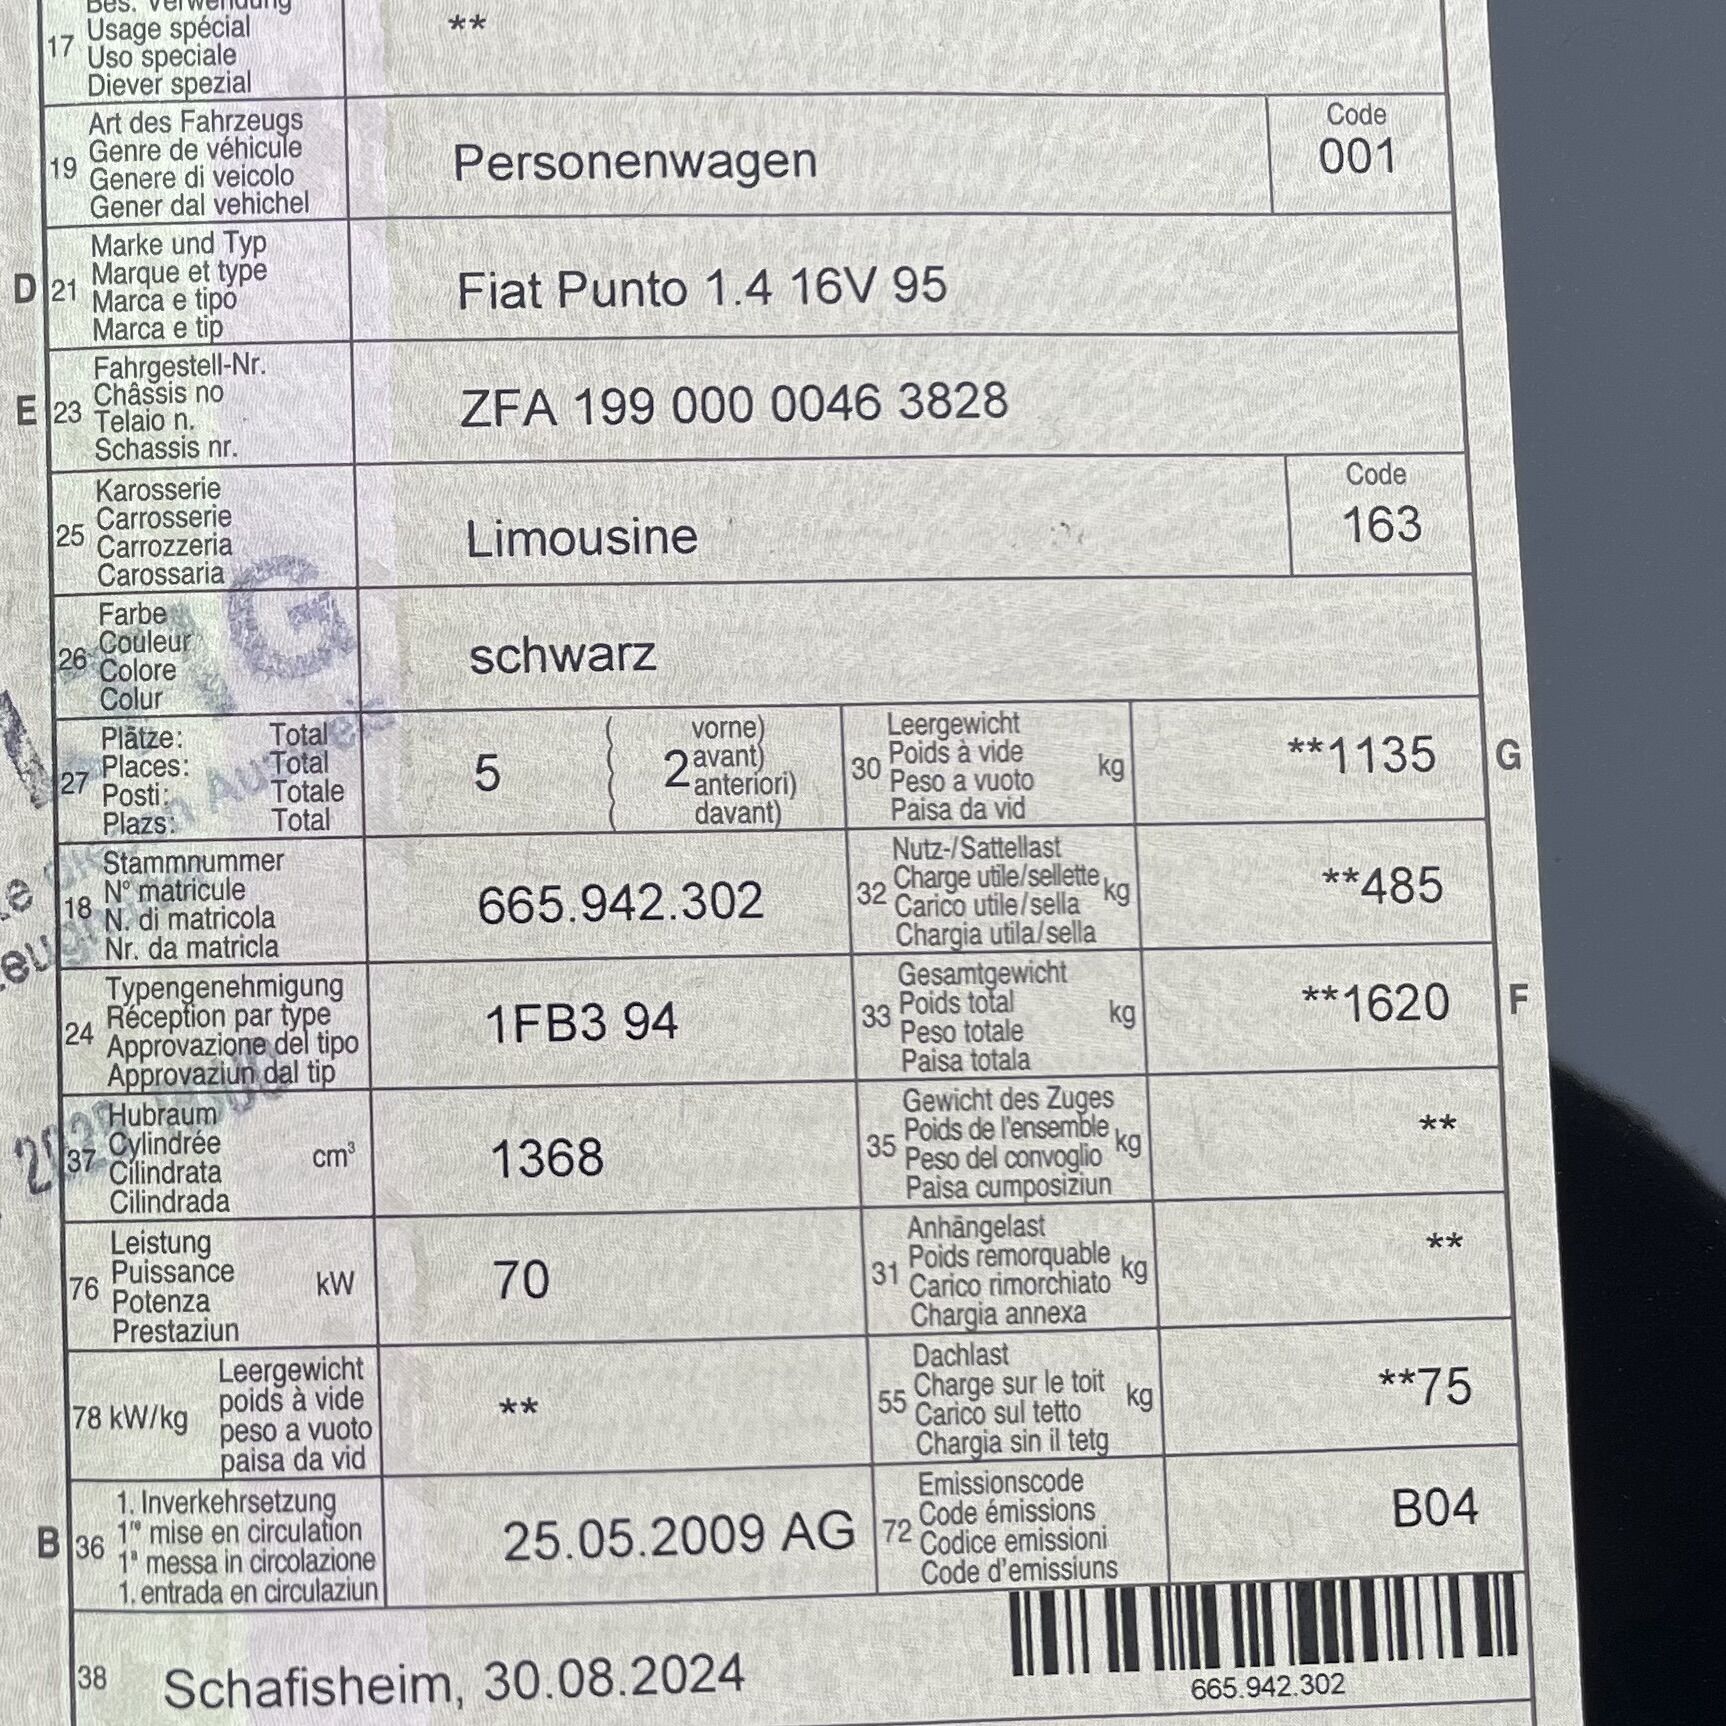 17
Usage spécial
Uso speciale
Diever spezial
**
19
Art des Fahrzeugs
Genre de véhicule
Genere di veicolo
Gener dal vehichel
Personenwagen
Code
001
D
21
Marke und Typ
Marque et type
Marca e tipo
Marca e tip
Fiat Punto 1.4 16V 95
E
23
Fahrgestell-Nr.
Châssis no
Telaio n.
Schassis nr.
ZFA 199 000 0046 3828
25
Karosserie
Carrosserie
Carrozzeria
Carossaria
Limousine
Code
163
26
Farbe
Couleur
Colore
Colur
schwarz
27
Plätze: Total
Places: Total
Posti: Totale
Plazs: Total
5
( vorne)
( 2 avant)
( anteriori)
( davant)
30
Leergewicht
Poids à vide
Peso a vuoto
Paisa da vid
kg
**1135
G
18
Stammnummer
N° matricule
N. di matricola
Nr. da matricla
665.942.302
32
Nutz-/Sattellast
Charge utile/sellette
Carico utile/sella
Chargia utila/sella
kg
**485
24
Typengenehmigung
Réception par type
Approvazione del tipo
Approvaziun dal tip
1FB3 94
33
Gesamtgewicht
Poids total
Peso totale
Paisa totala
kg
**1620
F
37
Hubraum
Cylindrée
Cilindrata
Cilindrada
cm³
1368
35
Gewicht des Zuges
Poids de l'ensemble
Peso del convoglio
Paisa cumposiziun
kg
**
76
Leistung
Puissance
Potenza
Prestaziun
kW
70
31
Anhängelast
Poids remorquable
Carico rimorchiato
Chargia annexa
kg
**
78 kW/kg
Leergewicht
poids à vide
peso a vuoto
paisa da vid
**
55
Dachlast
Charge sur le toit
Carico sul tetto
Chargia sin il tetg
kg
**75
B
36
1. Inverkehrsetzung
1re mise en circulation
1a messa in circolazione
1. entrada en circulaziun
25.05.2009 AG
72
Emissionscode
Code émissions
Codice emissioni
Code d'emissiuns
B04
38
Schafisheim, 30.08.2024
665.942.302